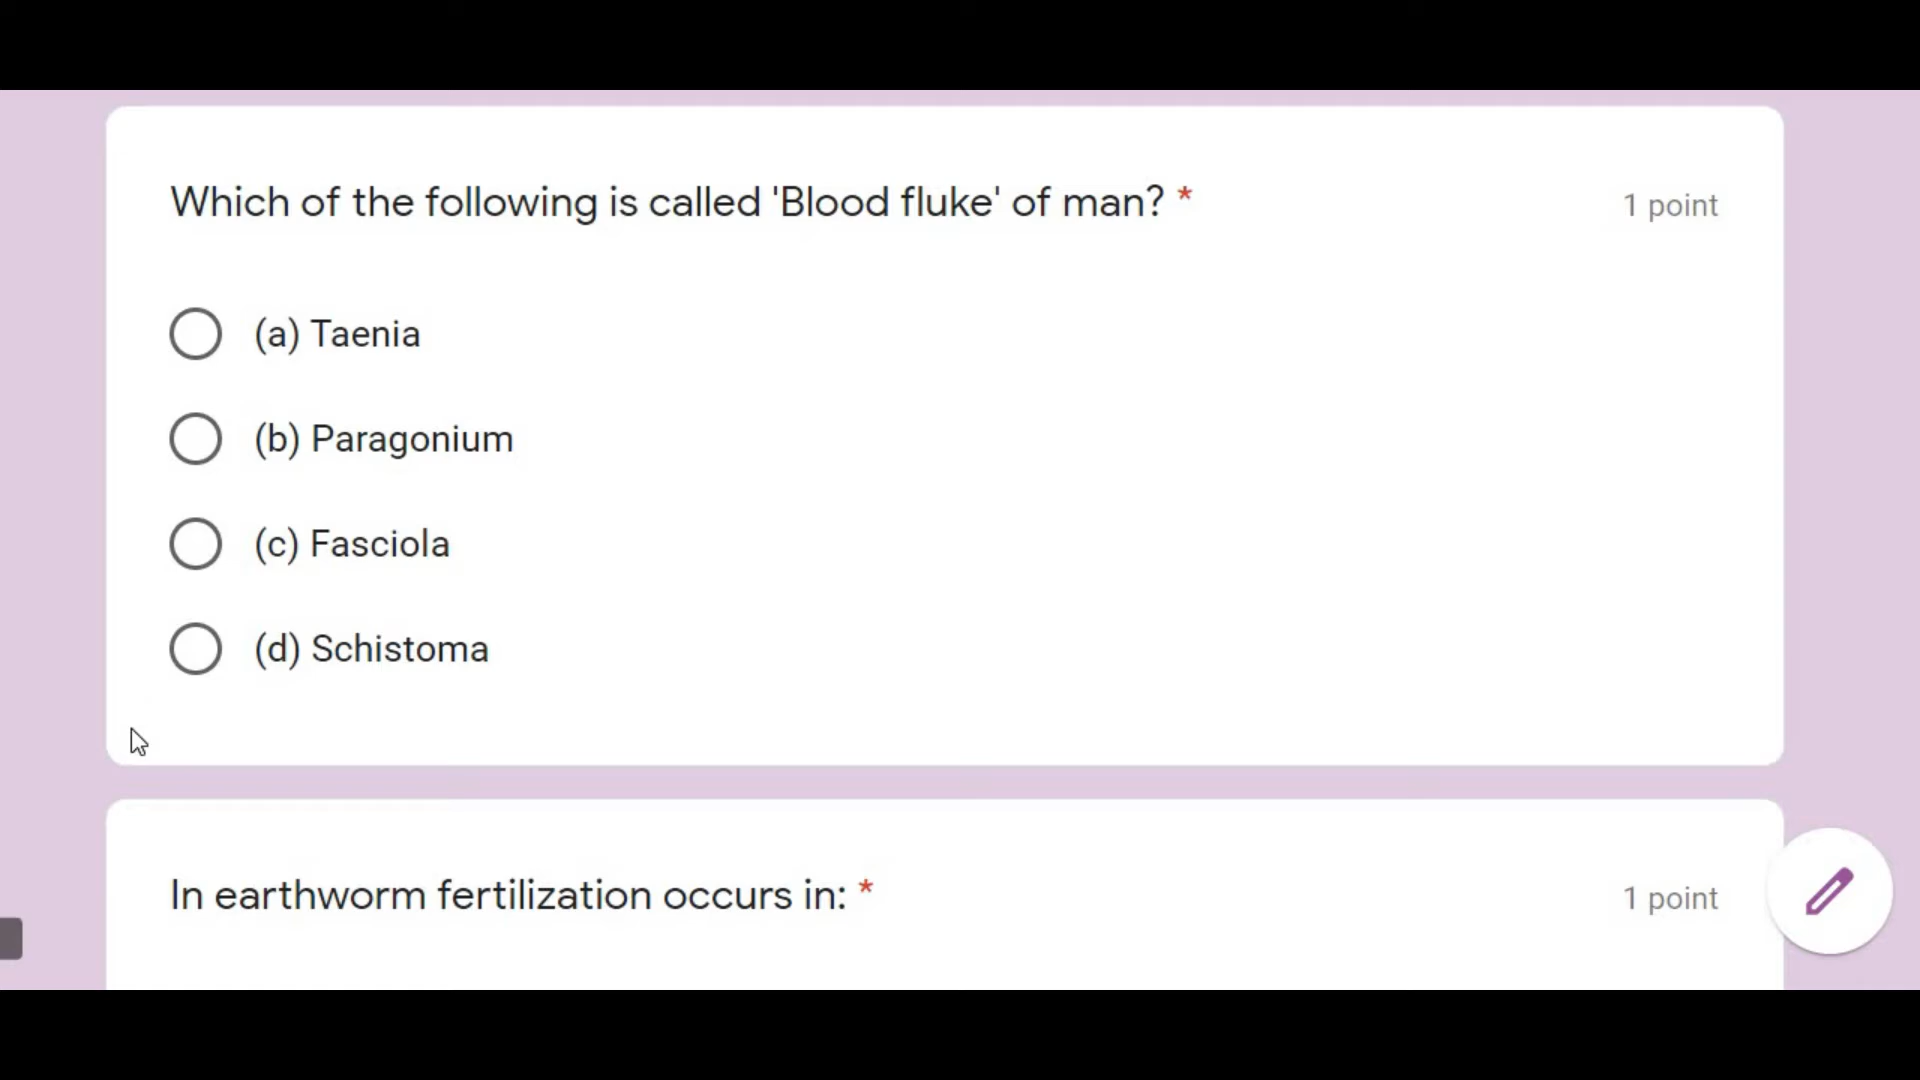 Which of the following is called 'Blood fluke' of man? *
1 point
(a) Taenia
(b) Paragonium
(c) Fasciola
(d) Schistoma
In earthworm fertilization occurs in: *
1 point